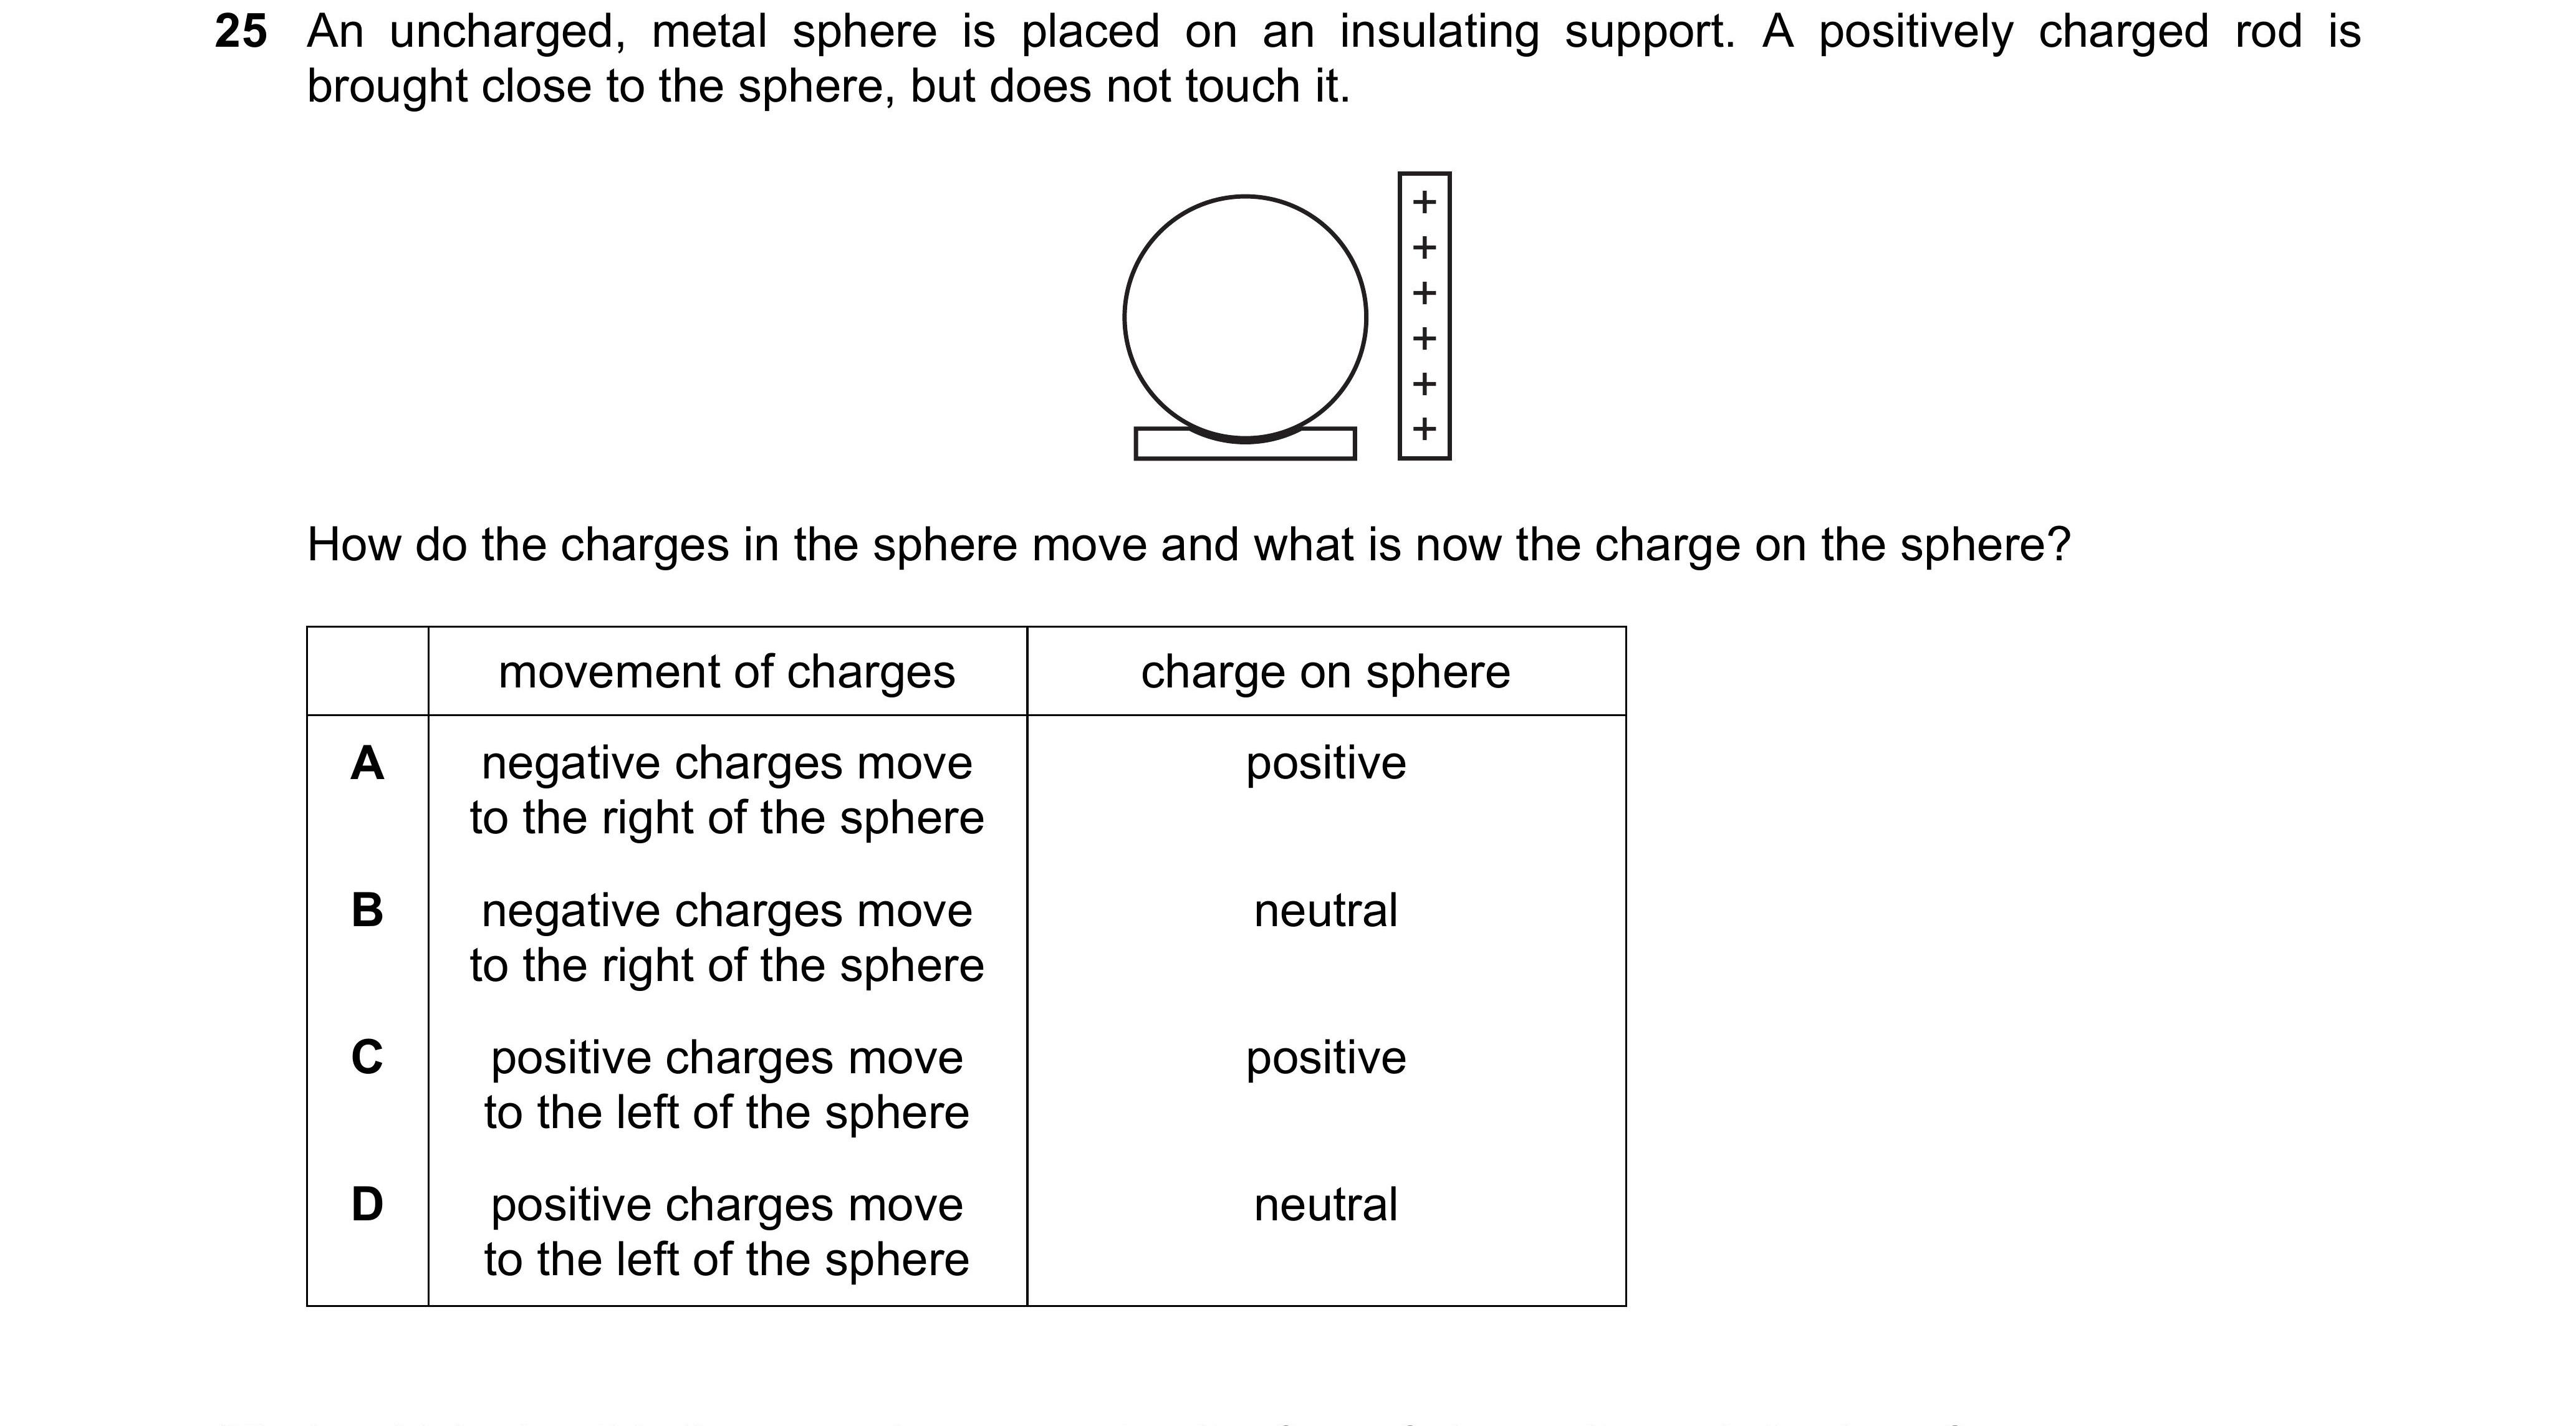 25 An uncharged, metal sphere is placed on an insulating support. A positively charged rod is
brought close to the sphere, but does not touch it.
+
+
+
+
+
+
How do the charges in the sphere move and what is now the charge on the sphere?
movement of charges charge on sphere
A negative charges move positive
to the right of the sphere
B negative charges move neutral
to the right of the sphere
C positive charges move positive
to the left of the sphere
D positive charges move neutral
to the left of the sphere